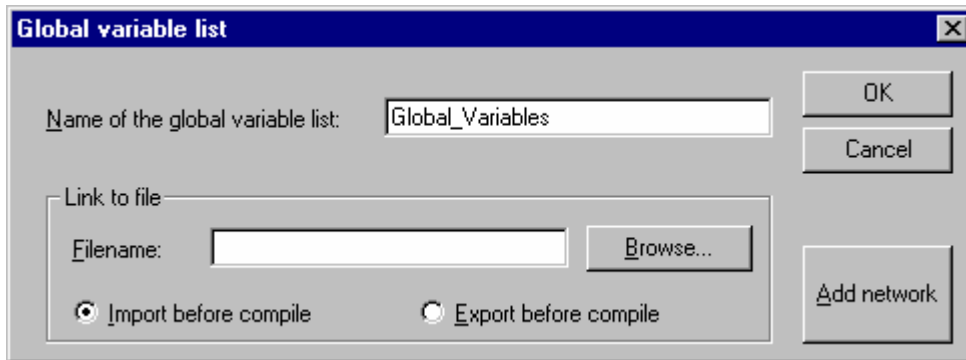 Global variable list
OK
Name of the global variable list: Global_Variables
Cancel
Link to file
Filename: Browse...
Add network
Import before compile Export before compile